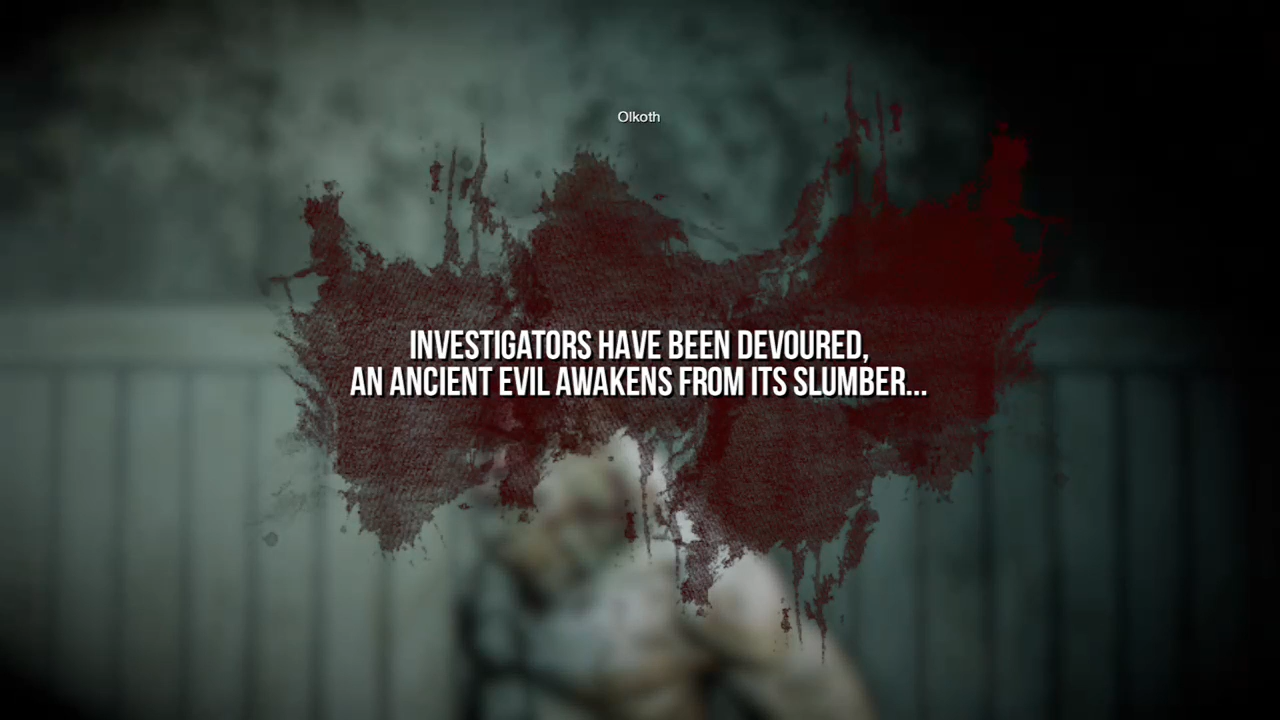 Olkoth
INVESTIGATORS HAVE BEEN DEVOURED,
AN ANCIENT EVIL AWAKENS FROM ITS SLUMBER...